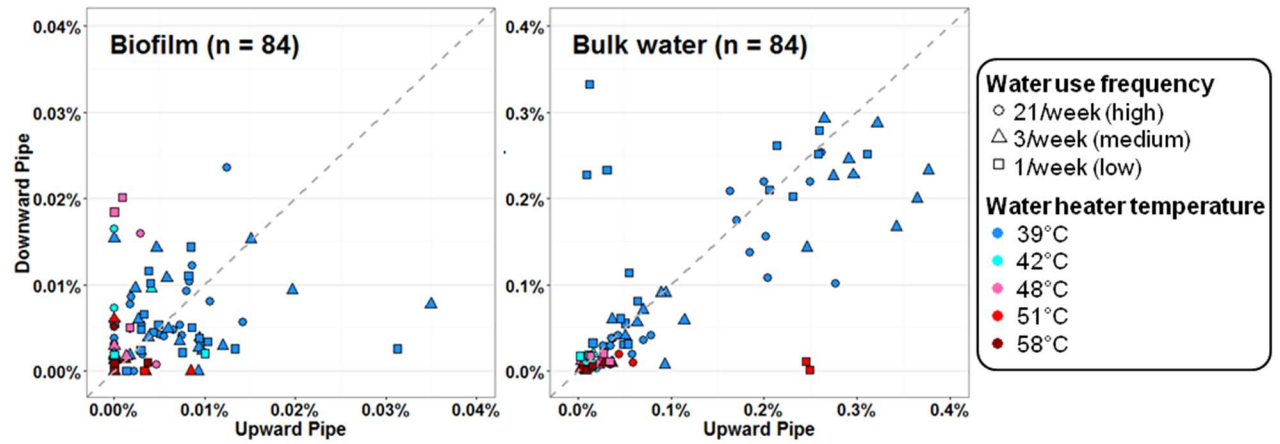 Biofilm (n = 84)
0.04%
0.03%
0.02%
0.01%
0.00%
Downward Pipe
0.00% 0.01% 0.02% 0.03% 0.04%
Upward Pipe
Bulk water (n = 84)
0.4%
0.3%
0.2%
0.1%
0.0%
0.0% 0.1% 0.2% 0.3% 0.4%
Upward Pipe
Water use frequency
21/week (high)
3/week (medium)
1/week (low)
Water heater temperature
39°C
42°C
48°C
51°C
58°C